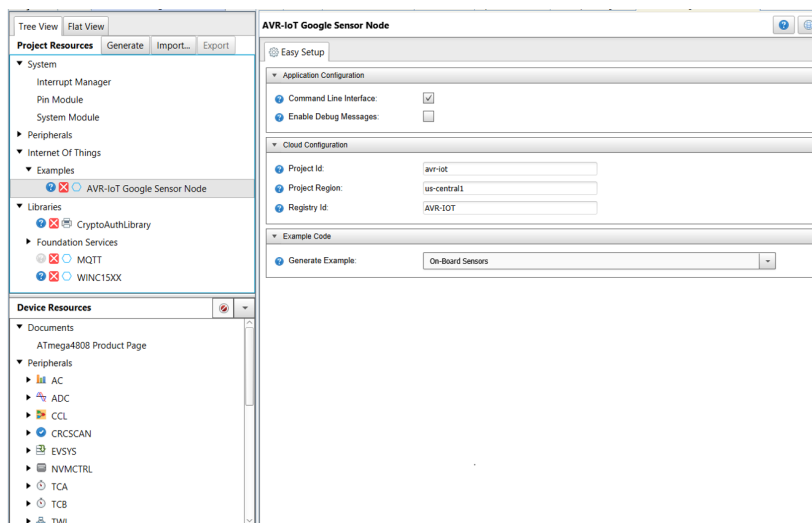 Tree View Flat View
Project Resources Generate Import... Export
System
Interrupt Manager
Pin Module
System Module
Peripherals
Internet Of Things
Examples
AVR-IoT Google Sensor Node
Libraries
CryptoAuthLibrary
Foundation Services
MQTT
WINC15XX
Device Resources
Documents
ATmega4808 Product Page
Peripherals
AC
ADC
CCL
CRCSCAN
EVSYS
NVMCTRL
TCA
TCB
TWI
AVR-IoT Google Sensor Node
Easy Setup
Application Configuration
Command Line Interface:
Enable Debug Messages:
Cloud Configuration
Project Id: avr-iot
Project Region: us-central1
Registry Id: AVR-IOT
Example Code
Generate Example: On-Board Sensors